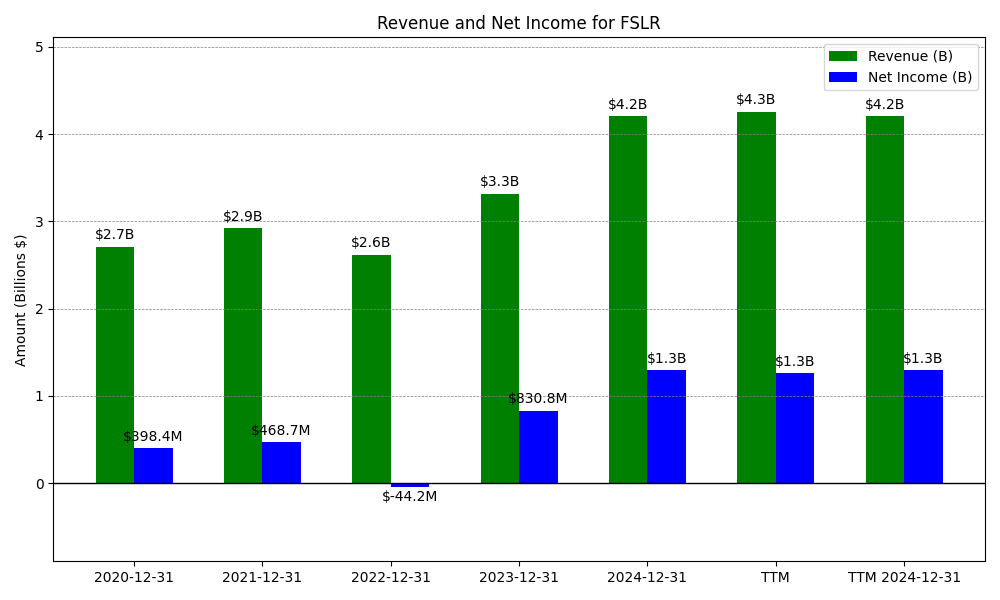 Revenue and Net Income for FSLR
Revenue (B)
Net Income (B)
Amount (Billions $)
5
4
3
2
1
0
$2.7B
$398.4M
$2.9B
$468.7M
$2.6B
$-44.2M
$3.3B
$830.8M
$4.2B
$1.3B
$4.3B
$1.3B
$4.2B
$1.3B
2020-12-31
2021-12-31
2022-12-31
2023-12-31
2024-12-31
TTM
TTM 2024-12-31